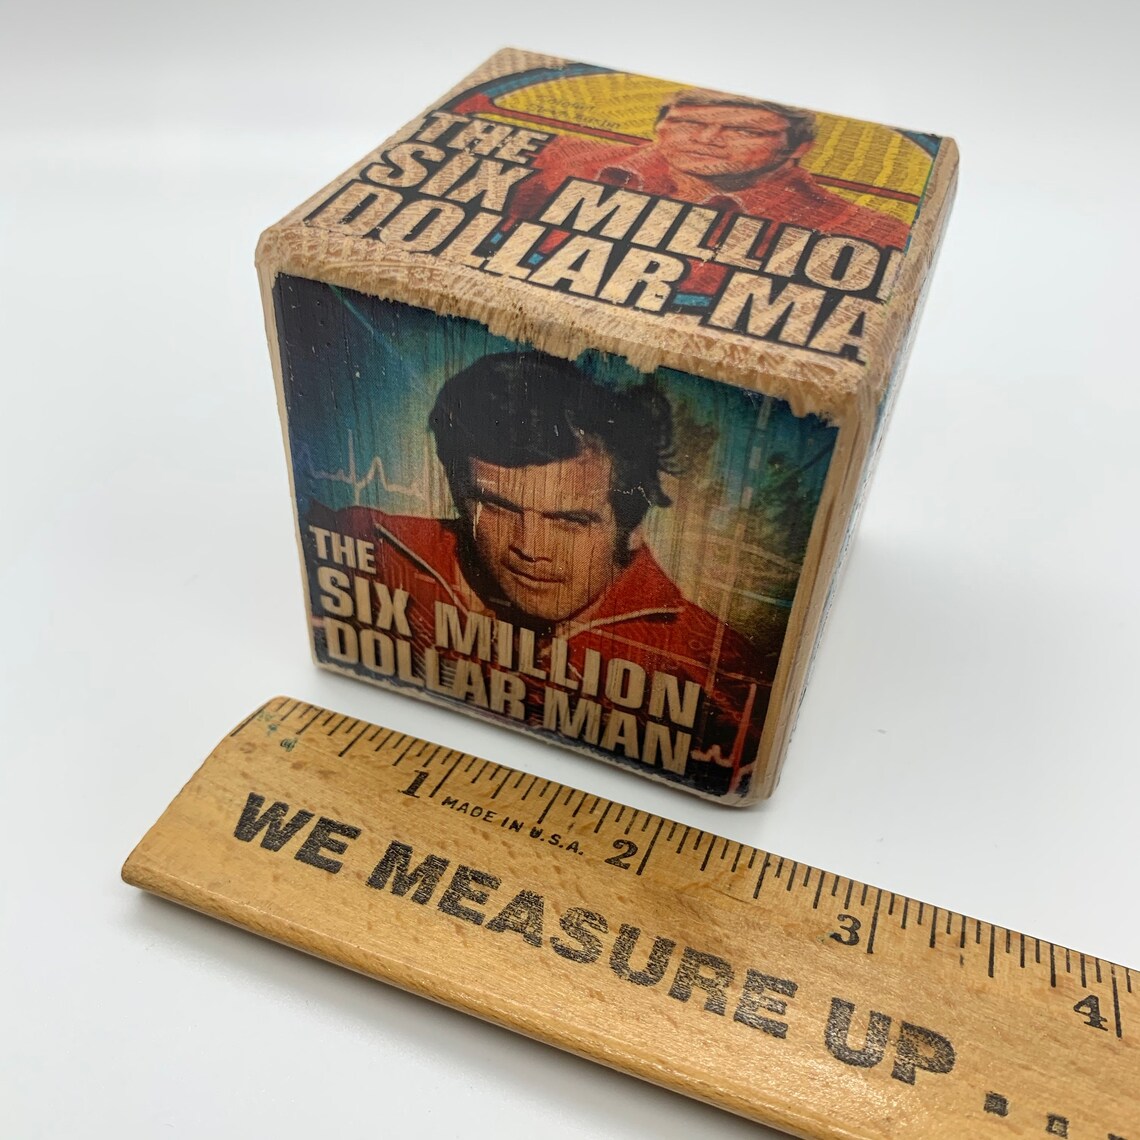 THE
SIX MILLIO
DOLLAR MA
THE
SIX MILLION
DOLLAR MAN
1 2 3 4
MADE IN U.S.A.
WE MEASURE UP...